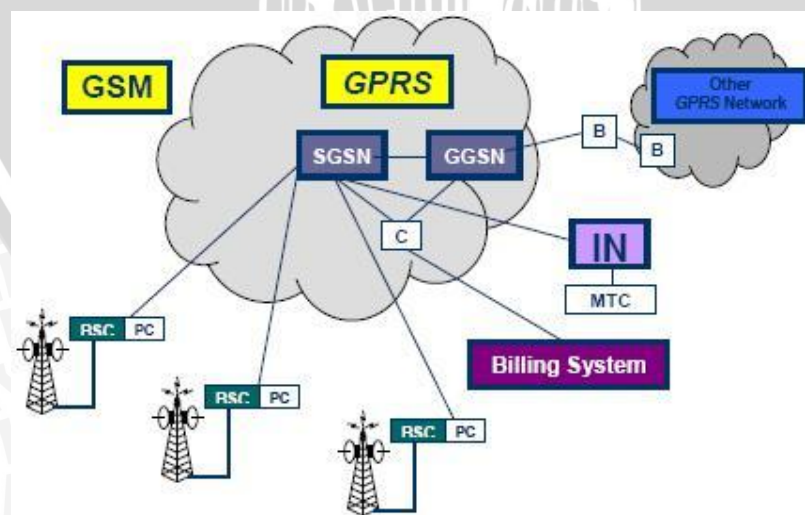 GSM
GPRS
Other
GPRS Network
SGSN
GGSN
B
B
C
IN
MTC
BSC
PC
Billing System
BSC
PC
BSC
PC